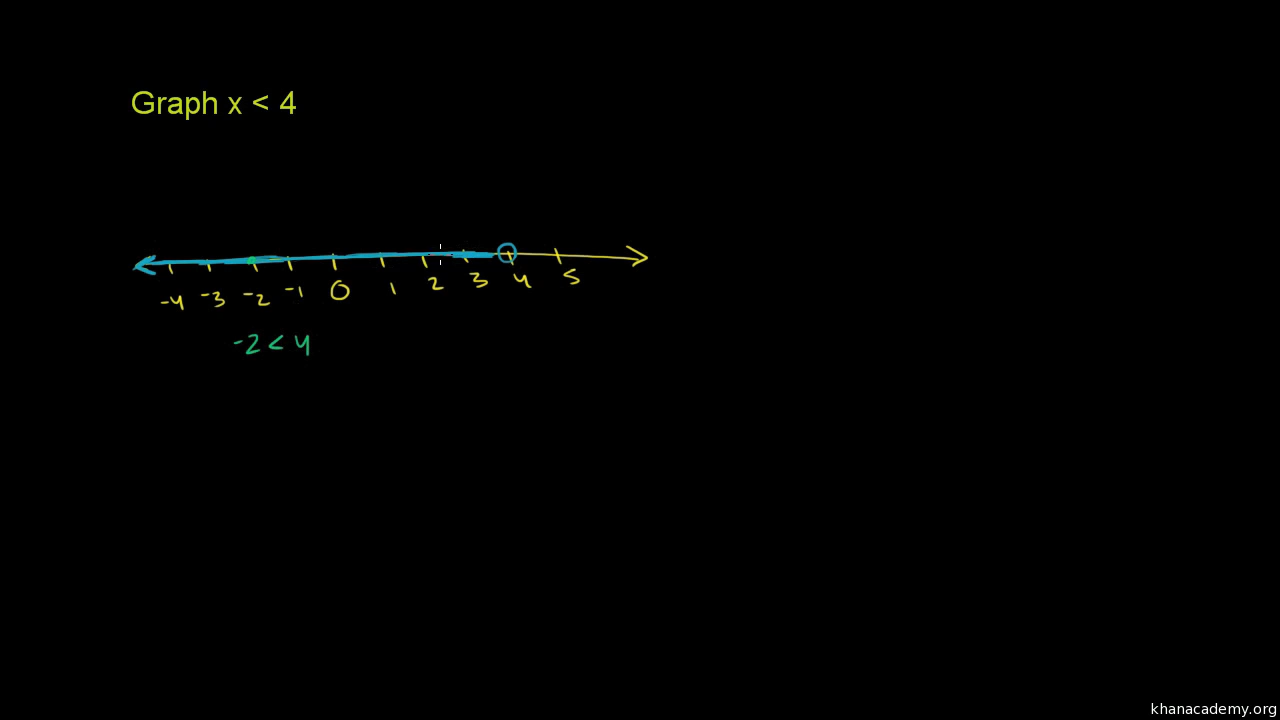 Graph x < 4
-4 -3 -2 -1 0 1 2 3 4 5
-2 < 4
khanacademy.org